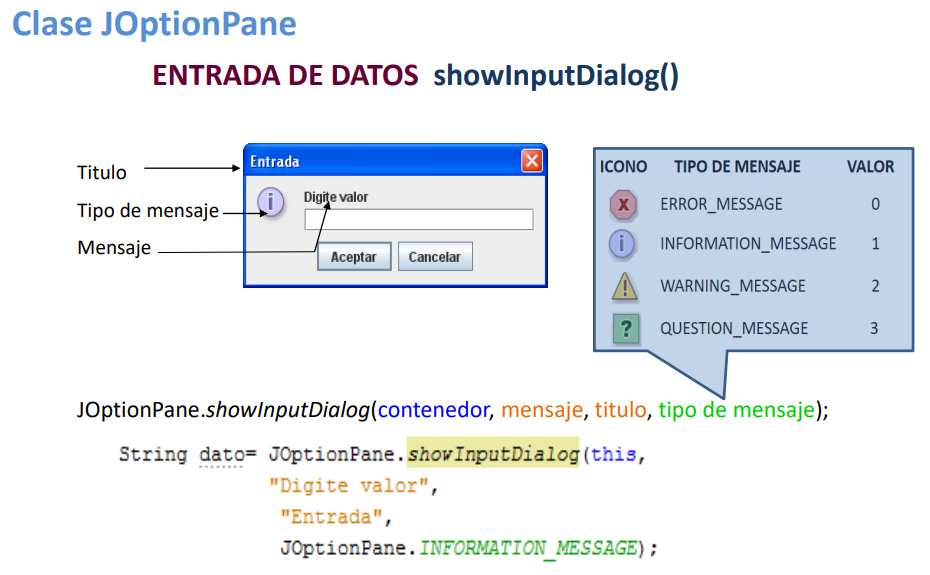 Clase JOptionPane
ENTRADA DE DATOS showInputDialog()
Titulo
Tipo de mensaje
Mensaje
Entrada
Digite valor
Aceptar Cancelar
ICONO TIPO DE MENSAJE VALOR
ERROR_MESSAGE 0
INFORMATION_MESSAGE 1
WARNING_MESSAGE 2
QUESTION_MESSAGE 3
JOptionPane.showInputDialog(contenedor, mensaje, titulo, tipo de mensaje);
String dato= JOptionPane.showInputDialog(this,
"Digite valor",
"Entrada",
JOptionPane.INFORMATION_MESSAGE);